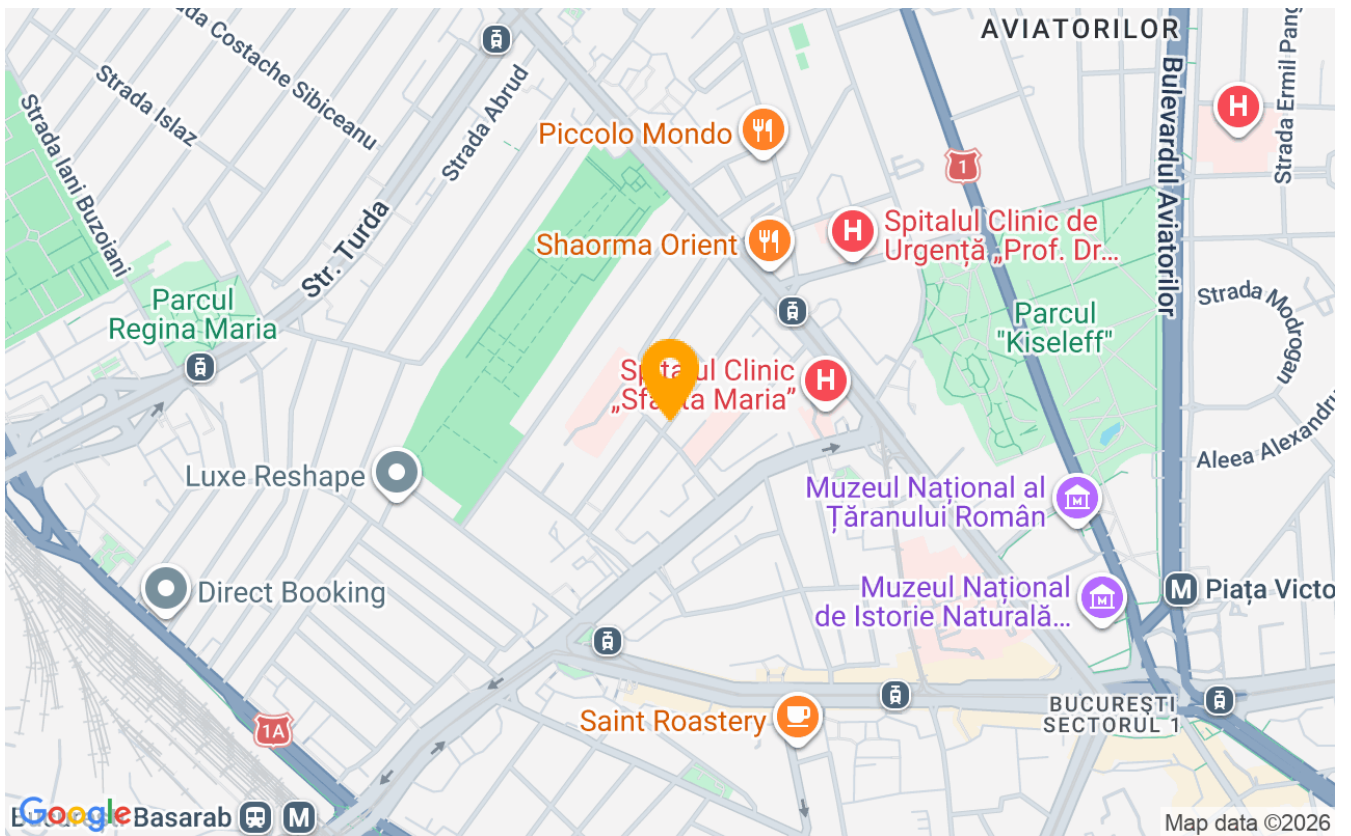 AVIATORILOR
Strada Costache Sibiceanu
Strada Islaz
Strada Abrud
Strada Iani Buzoiani
Str. Turda
Piccolo Mondo
H
Strada Ermil Pang
Bulevardul Aviatorilor
1
Shaorma Orient
H
Spitalul Clinic de
Urgență „Prof. Dr...
Parcul
Regina Maria
Strada Modrogan
Parcul
"Kiseleff"
Spitalul Clinic
„Sfânta Maria”
H
Aleea Alexandru
Luxe Reshape
Muzeul Național al
Țăranului Român
M
Direct Booking
Muzeul Național
de Istorie Naturală...
M
M Piața Victo
Saint Roastery
BUCUREȘTI
SECTORUL 1
1A
Google
Basarab
M
Map data ©2026